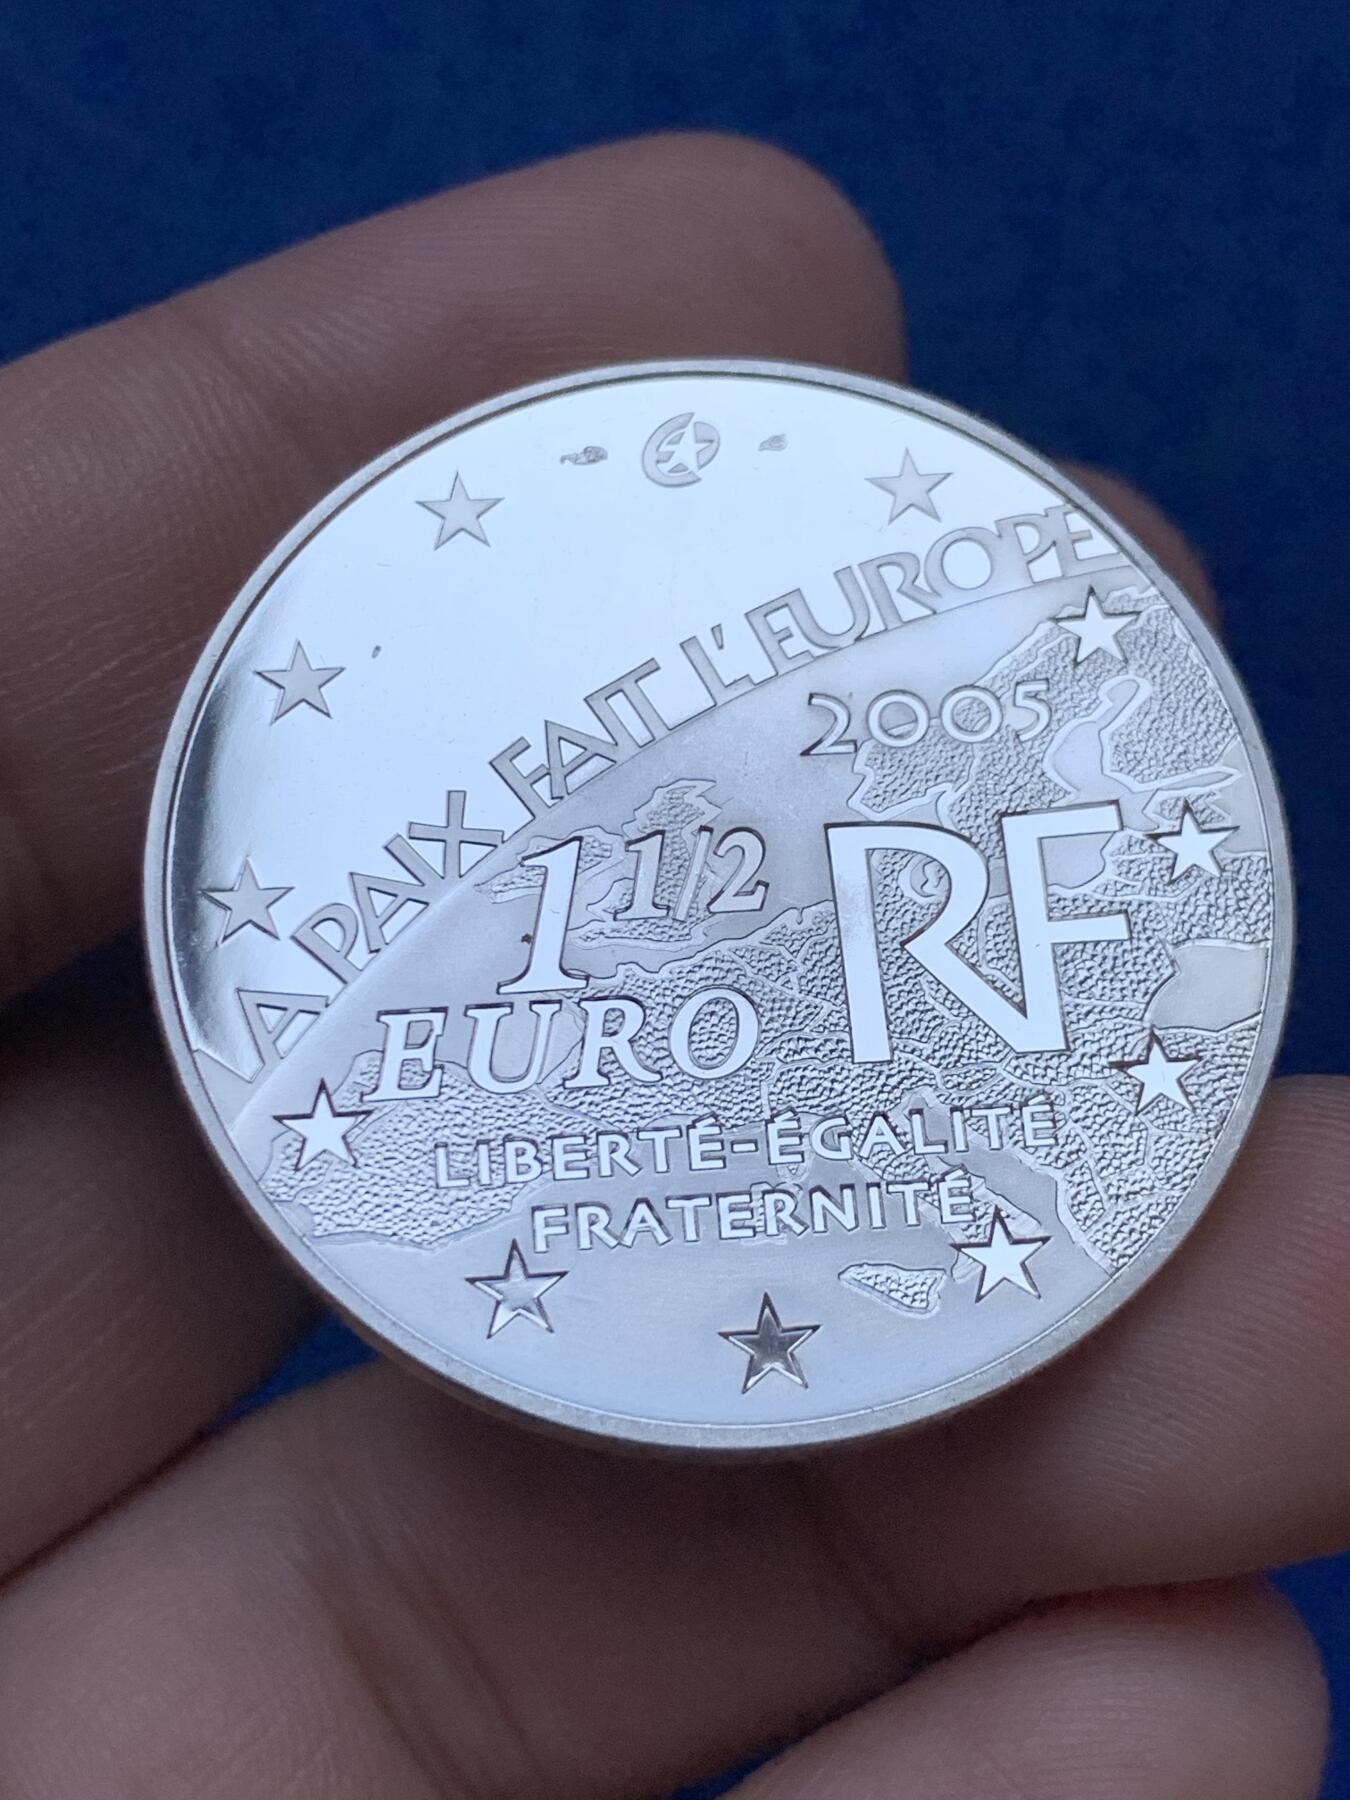 LA PAIX FAIT L'EUROPE
2005
1 1/2 RF
EURO
LIBERTÉ-ÉGALITÉ
FRATERNITÉ